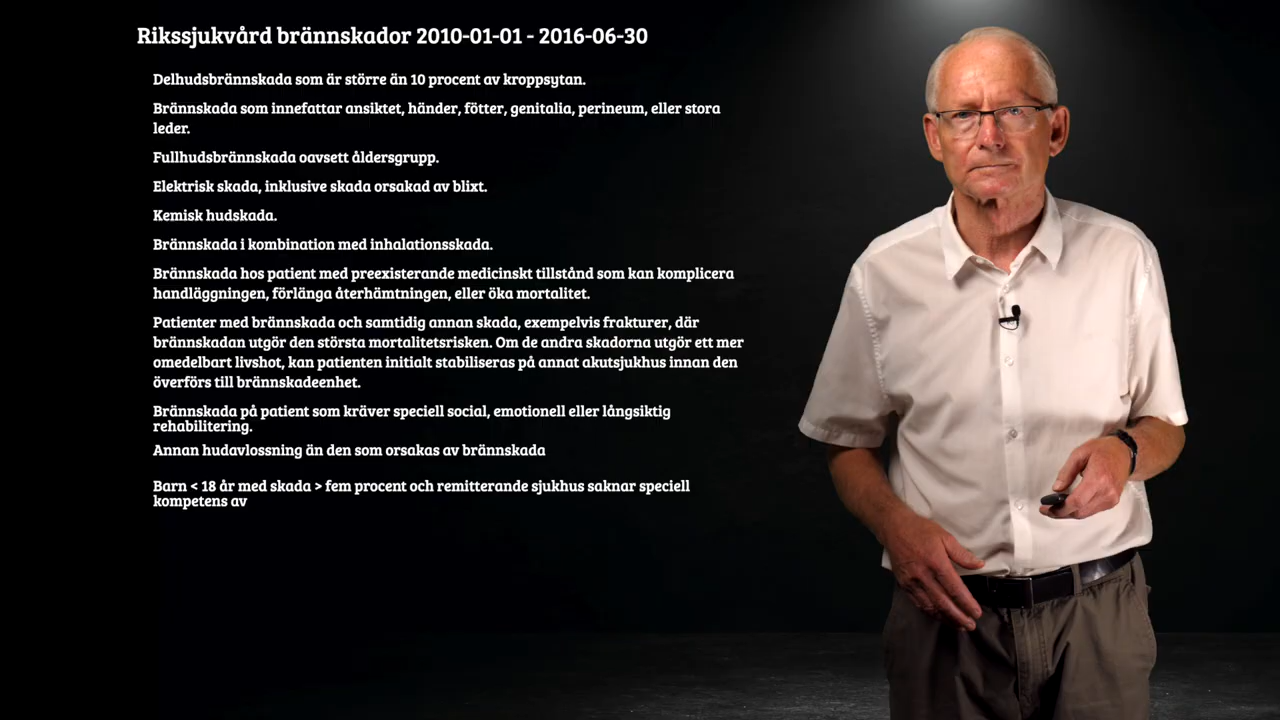 Rikssjukvård brännskador 2010-01-01 - 2016-06-30
Delhudsbrännskada som är större än 10 procent av kroppsytan.
Brännskada som innefattar ansiktet, händer, fötter, genitalia, perineum, eller stora
leder.
Fullhudsbrännskada oavsett åldersgrupp.
Elektrisk skada, inklusive skada orsakad av blixt.
Kemisk hudskada.
Brännskada i kombination med inhalationsskada.
Brännskada hos patient med preexisterande medicinskt tillstånd som kan komplicera
handläggningen, förlänga återhämtningen, eller öka mortalitet.
Patienter med brännskada och samtidig annan skada, exempelvis frakturer, där
brännskadan utgör den största mortalitetsrisken. Om de andra skadorna utgör ett mer
omedelbart livshot, kan patienten initialt stabiliseras på annat akutsjukhus innan den
överförs till brännskadeenhet.
Brännskada på patient som kräver speciell social, emotionell eller långsiktig
rehabilitering.
Annan hudavlossning än den som orsakas av brännskada
Barn < 18 år med skada > fem procent och remitterande sjukhus saknar speciell
kompetens av